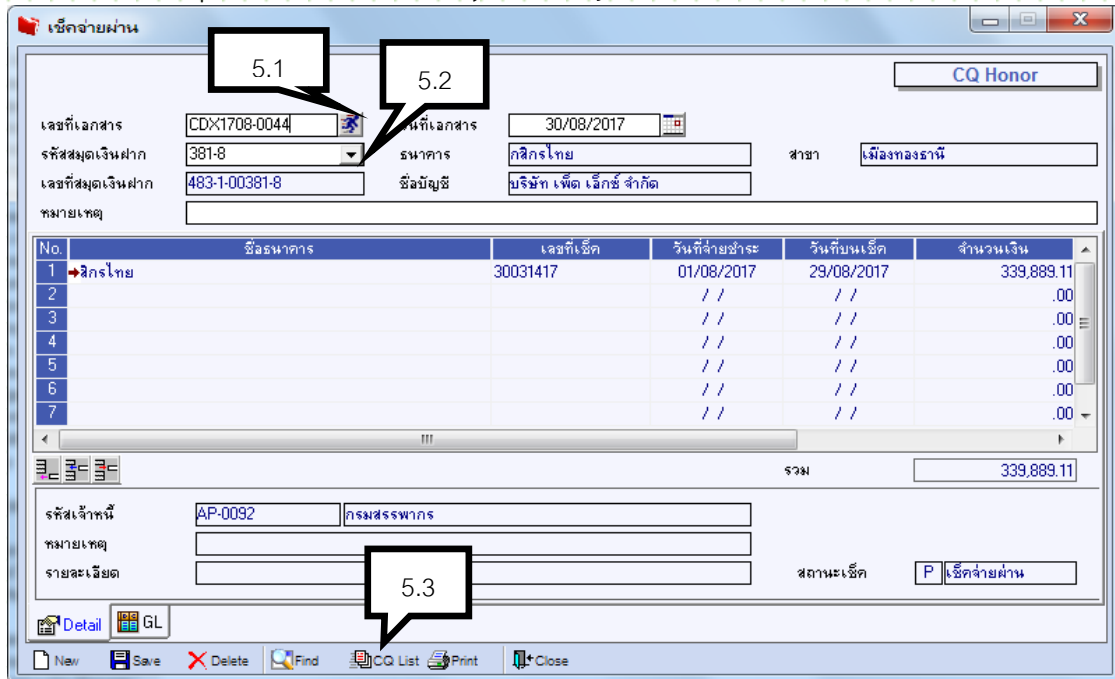 เช็คจ่ายผ่าน
5.1
5.2
CQ Honor
เลขที่เอกสาร CDX1708-0044 นที่เอกสาร 30/08/2017
รหัสสมุดเงินฝาก 381-8 ธนาคาร กสิกรไทย สาขา เมืองทองธานี
เลขที่สมุดเงินฝาก 483-1-00381-8 ชื่อบัญชี บริษัท เพ็ด เอ็กซ์ จำกัด
หมายเหตุ
No. ชื่อธนาคาร เลขที่เช็ค วันที่จ่ายชำระ วันที่บนเช็ค จำนวนเงิน
1 สิกรไทย 30031417 01/08/2017 29/08/2017 339,889.11
2 / / / / .00
3 / / / / .00
4 / / / / .00
5 / / / / .00
6 / / / / .00
7 / / / / .00
รวม 339,889.11
รหัสเจ้าหนี้ AP-0092 กรมสรรพากร
หมายเหตุ
รายละเอียด สถานะเช็ค P เช็คจ่ายผ่าน
5.3
Detail GL
New Save Delete Find CQ List Print Close